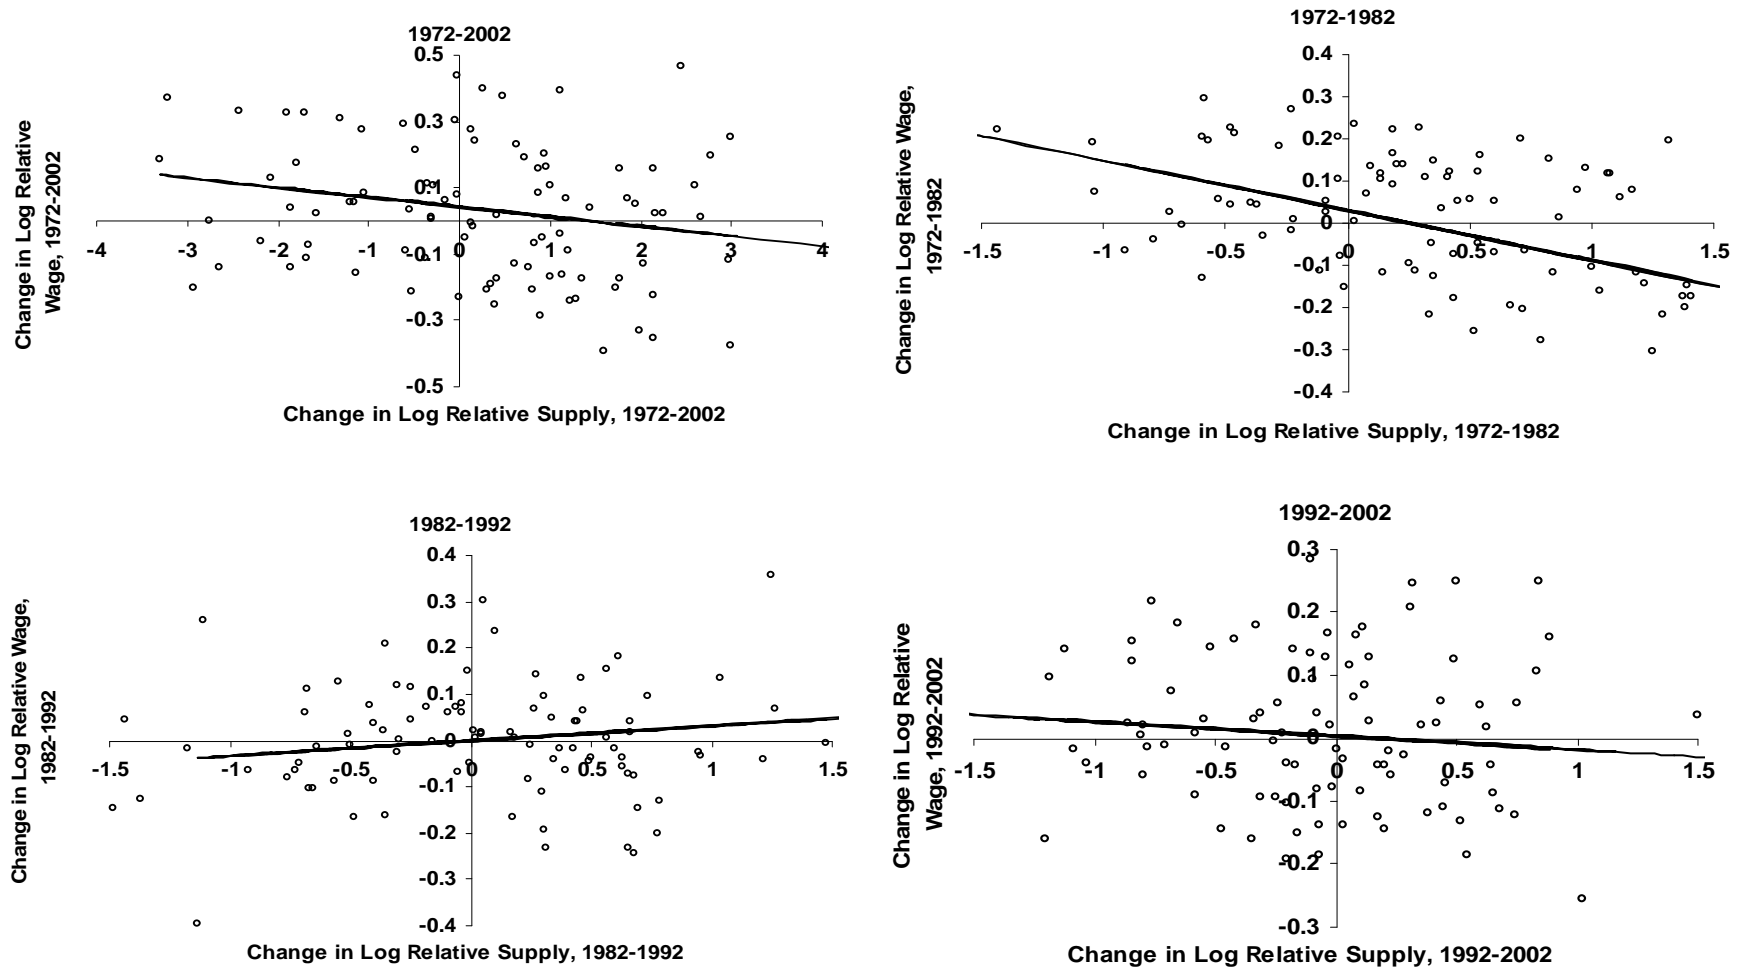 1972-2002
0.5
0.3
0.1
-0.1
-0.3
-0.5
-4 -3 -2 -1 0 1 2 3 4
Change in Log Relative
Wage, 1972-2002
Change in Log Relative Supply, 1972-2002
1972-1982
0.4
0.3
0.2
0.1
0
-0.1
-0.2
-0.3
-0.4
-1.5 -1 -0.5 0 0.5 1 1.5
Change in Log Relative Wage,
1972-1982
Change in Log Relative Supply, 1972-1982
1982-1992
0.4
0.3
0.2
0.1
0
-0.1
-0.2
-0.3
-0.4
-1.5 -1 -0.5 0 0.5 1 1.5
Change in Log Relative Wage,
1982-1992
Change in Log Relative Supply, 1982-1992
1992-2002
0.3
0.2
0.1
0
-0.1
-0.2
-0.3
-1.5 -1 -0.5 0 0.5 1 1.5
Change in Log Relative
Wage, 1992-2002
Change in Log Relative Supply, 1992-2002